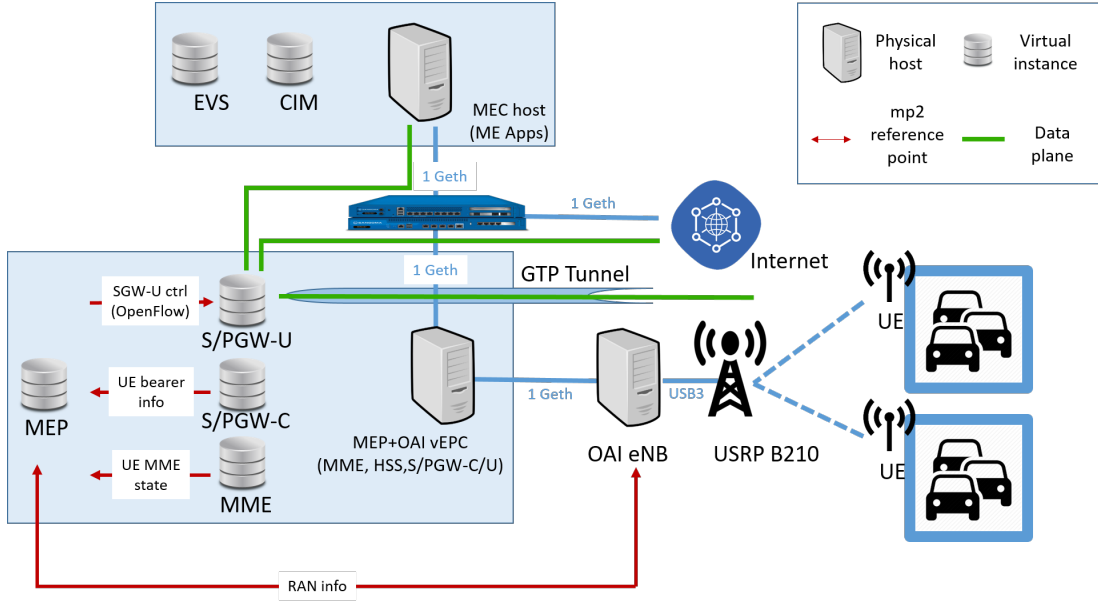 EVS
CIM
MEC host
(ME Apps)
Physical
host
Virtual
instance
mp2
reference
point
Data
plane
1 Geth
1 Geth
Internet
1 Geth
GTP Tunnel
SGW-U ctrl
(OpenFlow)
S/PGW-U
UE bearer
info
S/PGW-C
MEP
UE MME
state
MME
MEP+OAI vEPC
(MME, HSS,S/PGW-C/U)
1 Geth
OAI eNB
USB3
USRP B210
UE
UE
RAN info